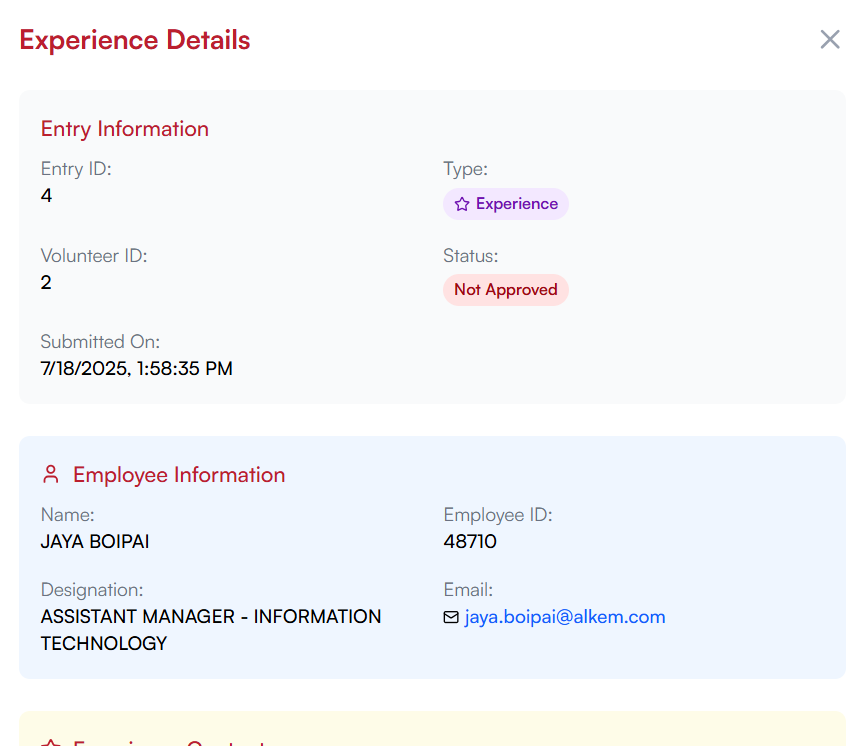 Experience Details
Entry Information
Entry ID:
4
Type:
Experience
Volunteer ID:
2
Status:
Not Approved
Submitted On:
7/18/2025, 1:58:35 PM
Employee Information
Name:
JAYA BOIPAI
Employee ID:
48710
Designation:
ASSISTANT MANAGER - INFORMATION
TECHNOLOGY
Email:
jaya.boipai@alkem.com